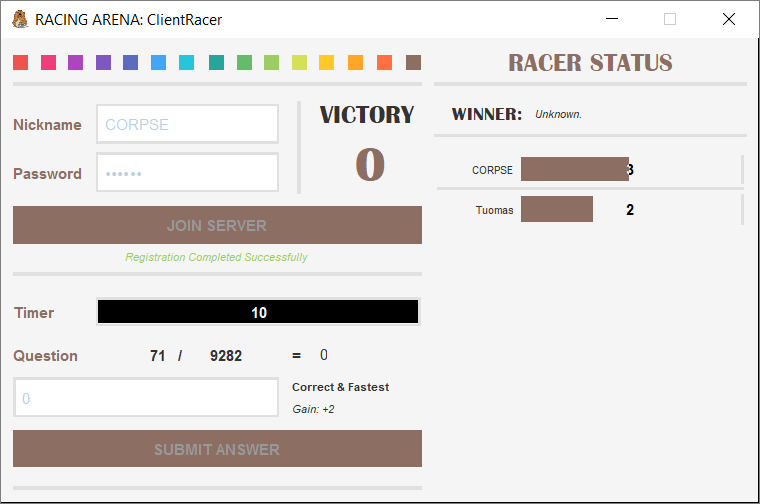 RACING ARENA: ClientRacer
RACER STATUS
Nickname
CORPSE
Password
••••••
VICTORY
0
JOIN SERVER
Registration Completed Successfully
Timer
10
Question
71 / 9282 = 0
0
Correct & Fastest
Gain: +2
SUBMIT ANSWER
WINNER: Unknown.
CORPSE 3
Tuomas 2